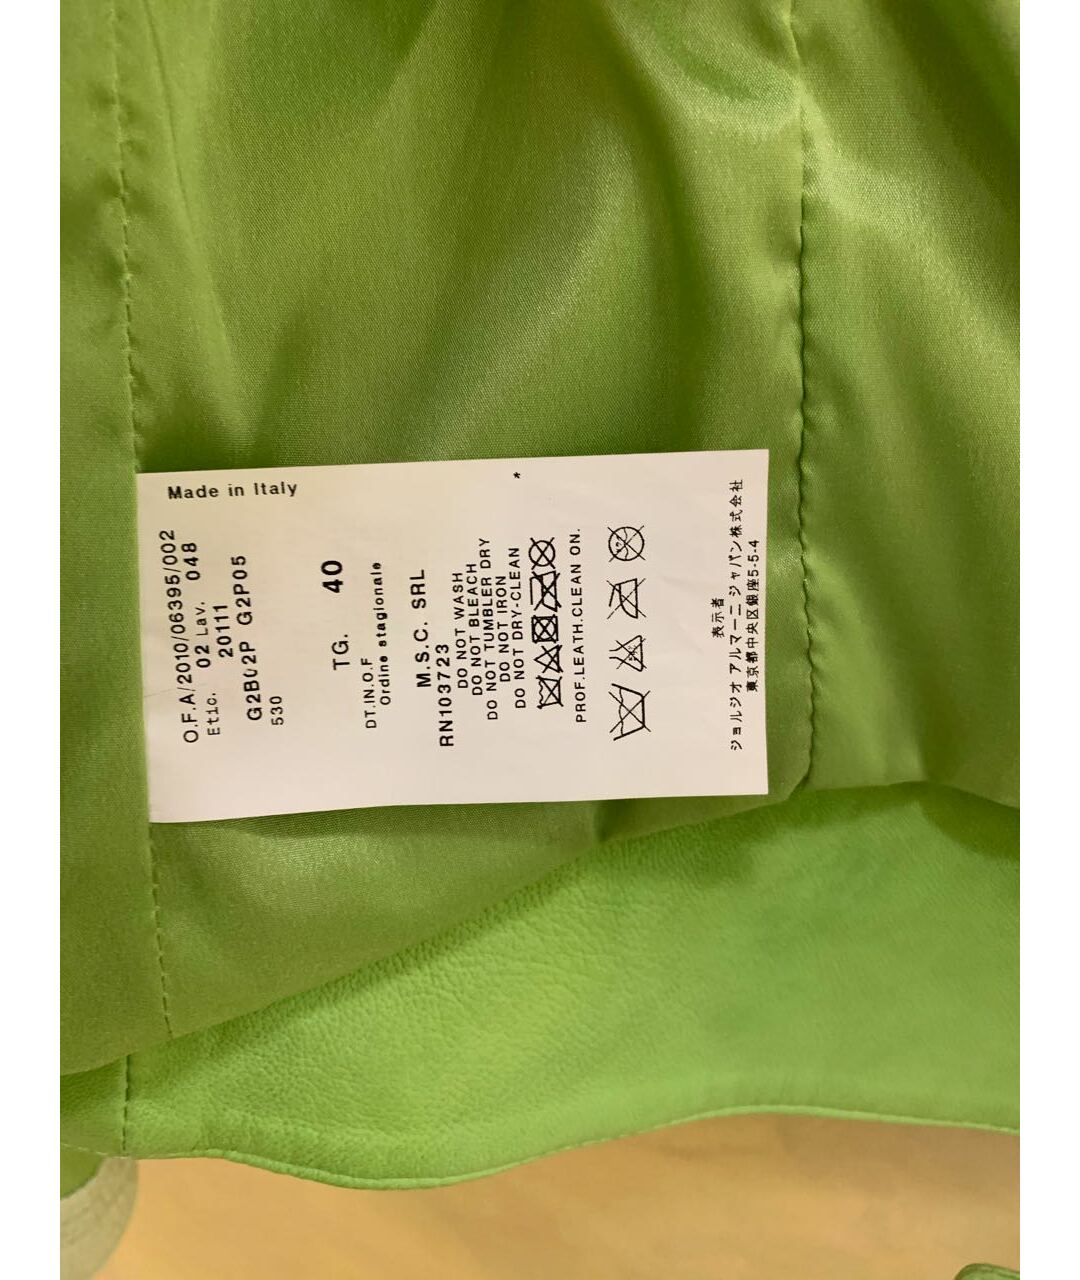 Made in Italy
*
O.F.A/2010/06395/002
Etic. 02 Lav. 048
20111
G2B02P G2P05
530
TG. 40
DT.IN.O.F
Ordine stagionale
M.S.C. SRL
RN103723
DO NOT WASH
DO NOT BLEACH
DO NOT TUMBLER DRY
DO NOT IRON
DO NOT DRY-CLEAN
PROF.LEATH.CLEAN ON.
表示者
ジョルジオ アルマーニ ジャパン株式会社
東京都中央区銀座5-5-4